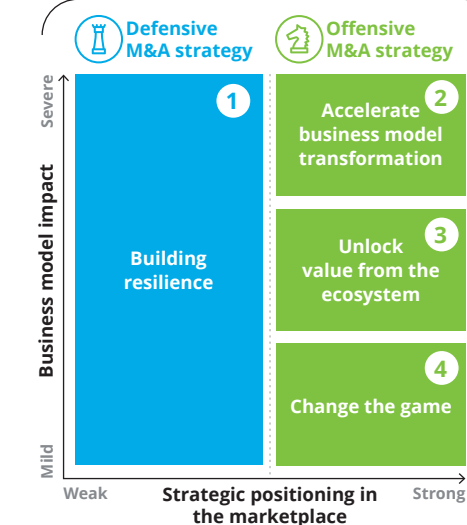 Defensive
M&A strategy
Offensive
M&A strategy
Severe
Business model impact
Mild
1
Building
resilience
2
Accelerate
business model
transformation
3
Unlock
value from the
ecosystem
4
Change the game
Weak
Strategic positioning in
the marketplace
Strong